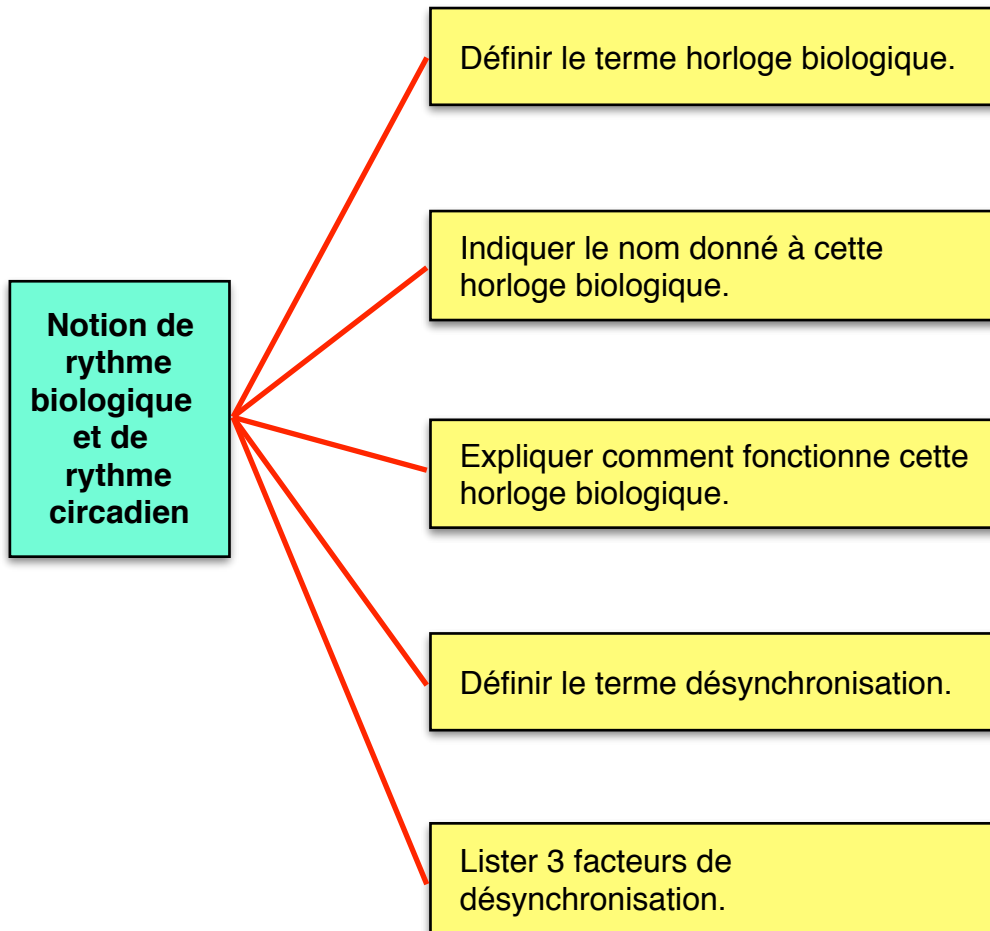 Définir le terme horloge biologique.
Indiquer le nom donné à cette
horloge biologique.
Notion de
rythme
biologique
et de
rythme
circadien
Expliquer comment fonctionne cette
horloge biologique.
Définir le terme désynchronisation.
Lister 3 facteurs de
désynchronisation.